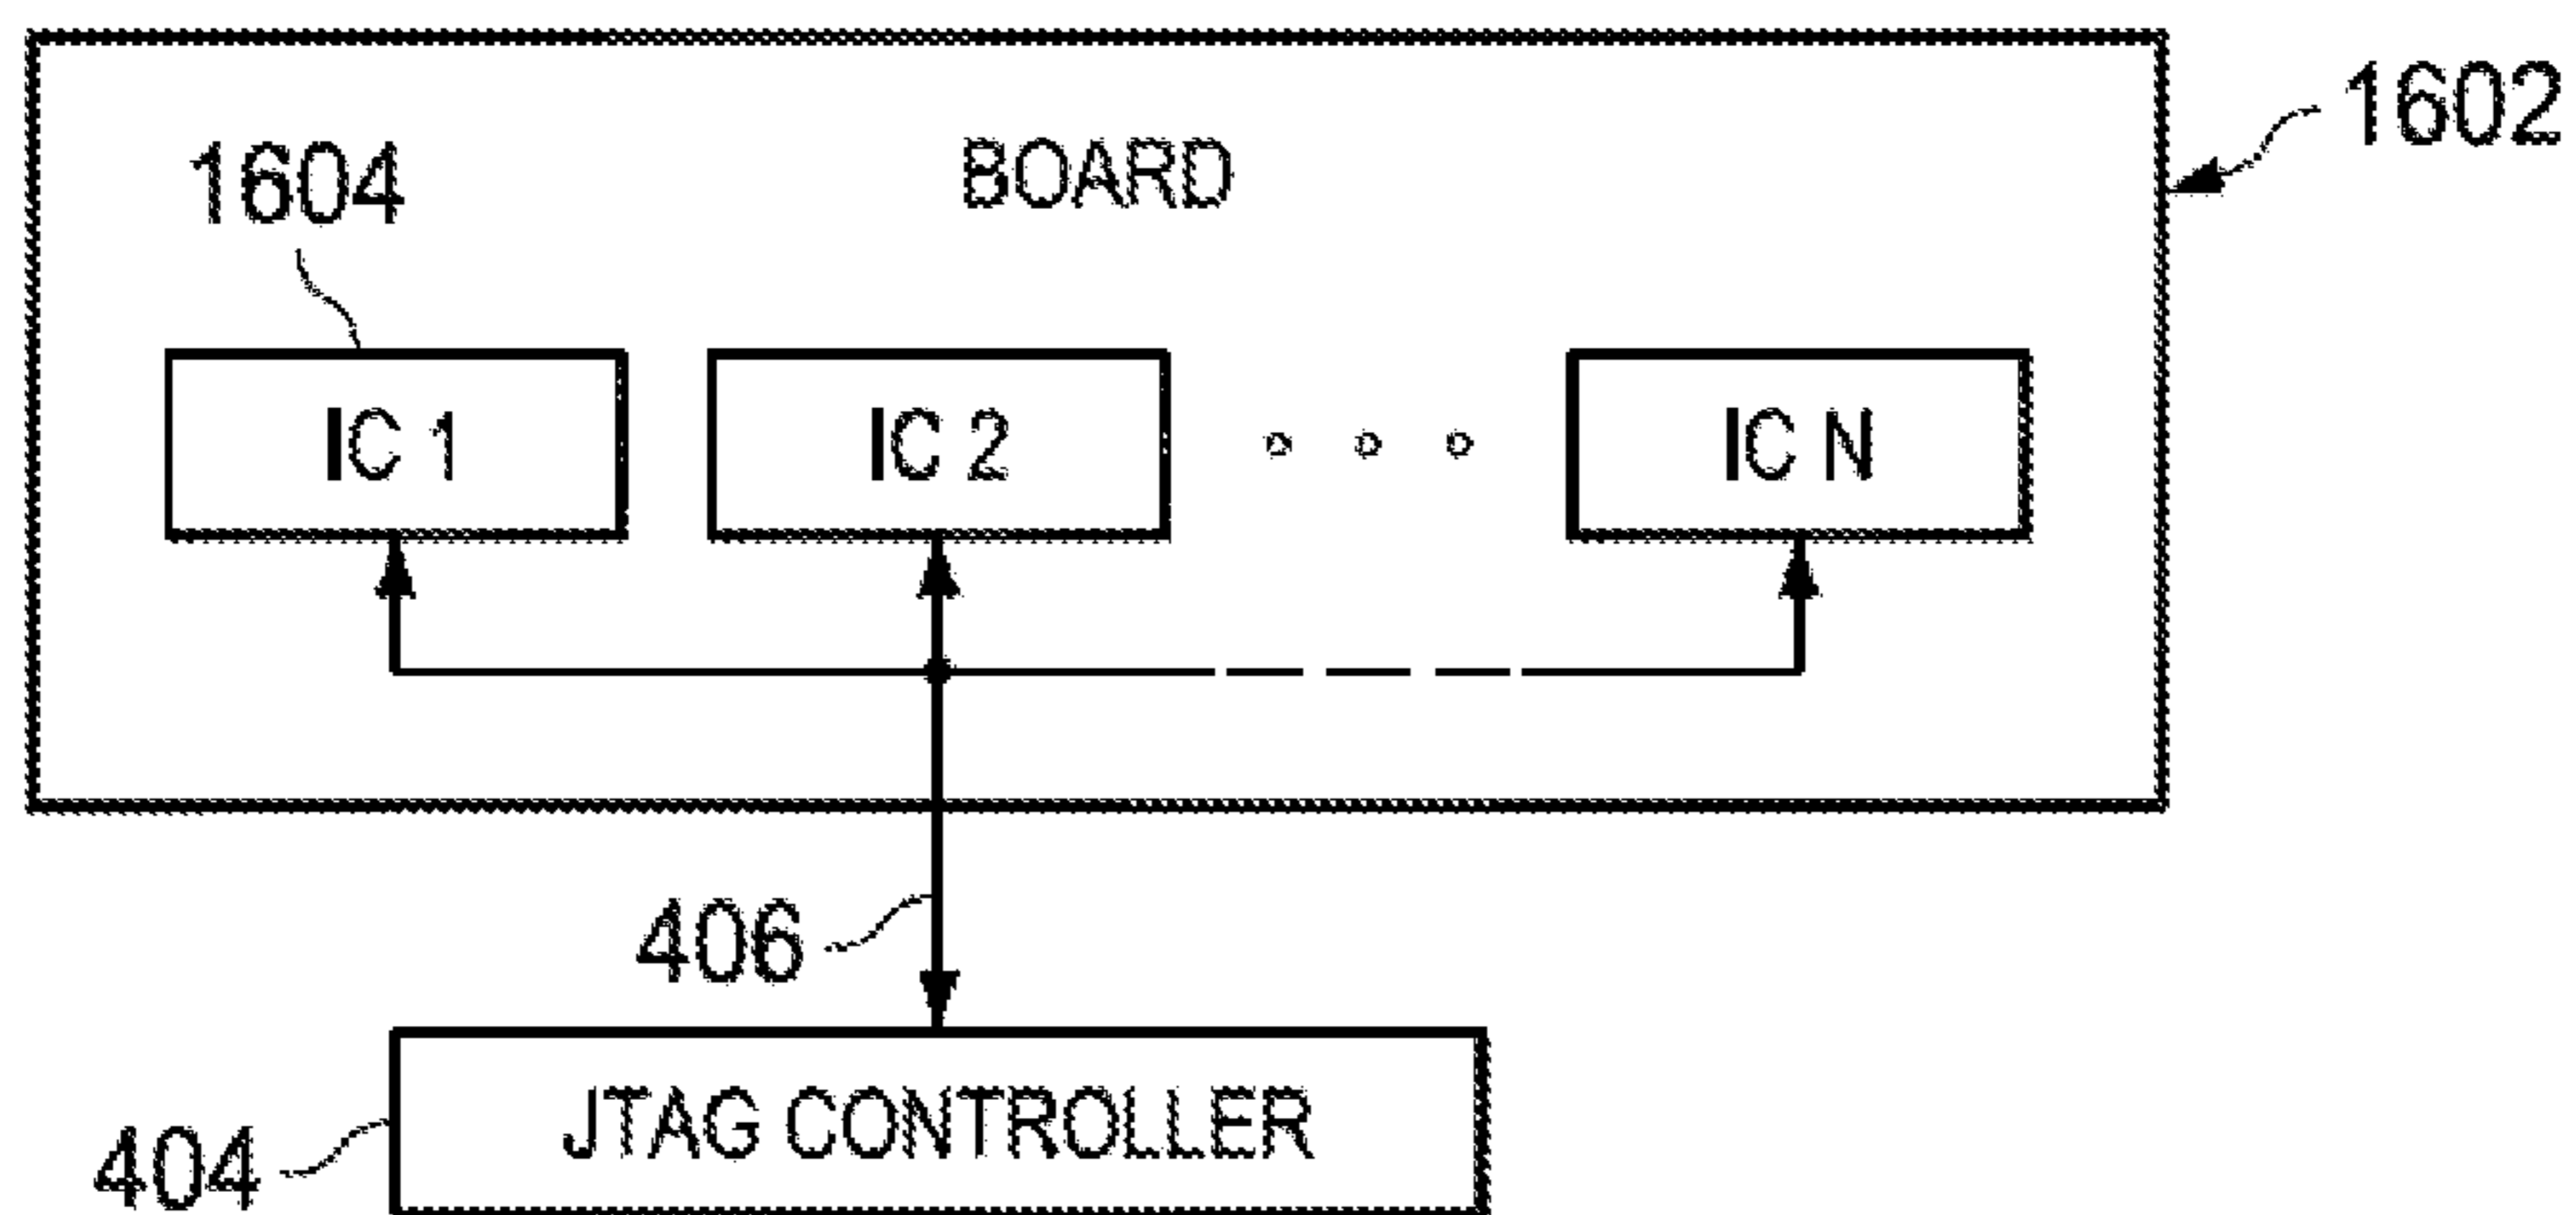 1602
BOARD
1604
IC 1
IC 2
IC N
406
JTAG CONTROLLER
404